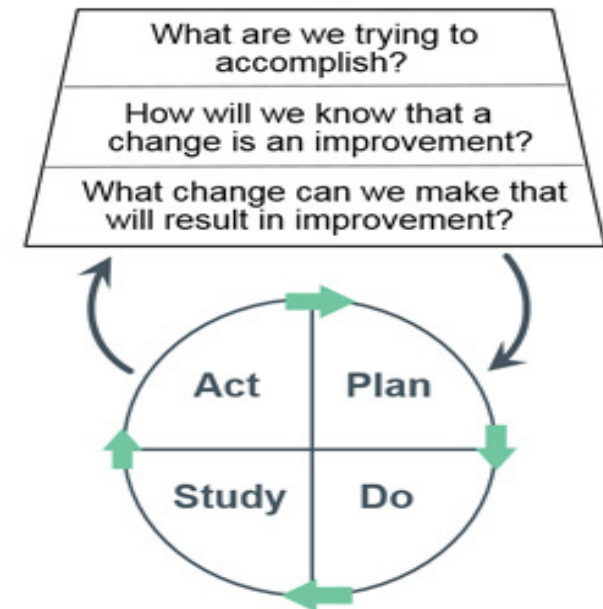 What are we trying to
accomplish?
How will we know that a
change is an improvement?
What change can we make that
will result in improvement?
Act
Plan
Study
Do